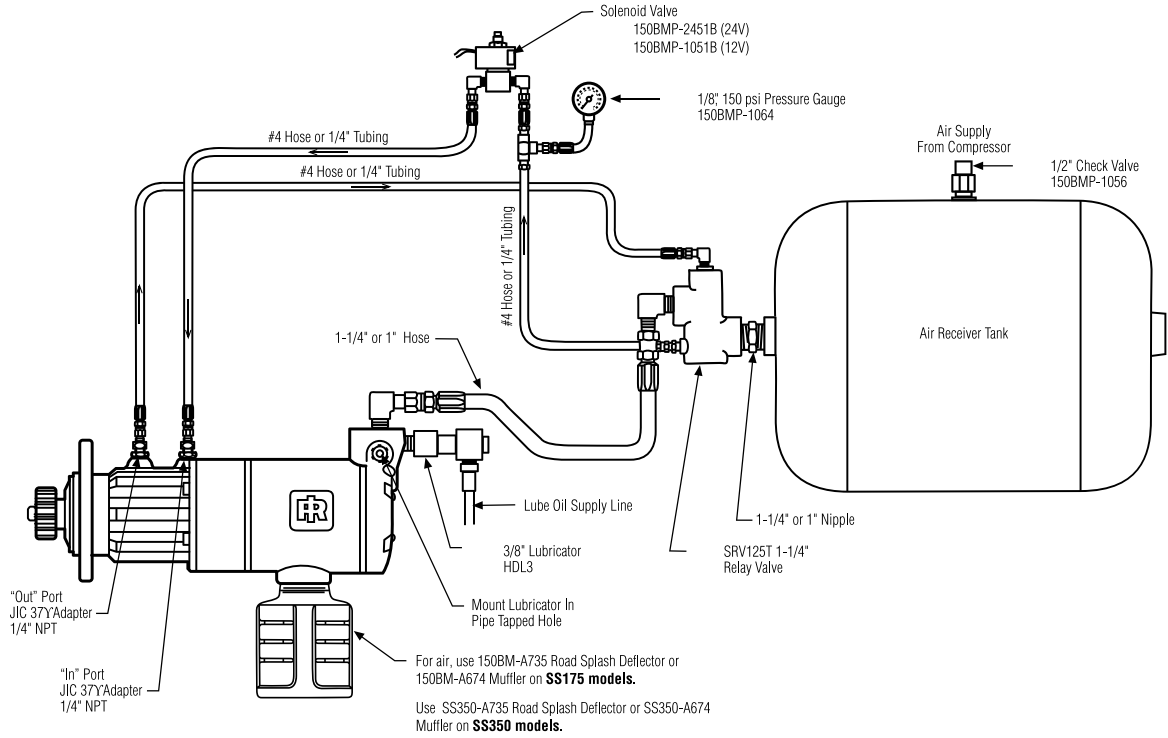 Solenoid Valve
150BMP-2451B (24V)
150BMP-1051B (12V)
1/8", 150 psi Pressure Gauge
150BMP-1064
Air Supply
From Compressor
1/2" Check Valve
150BMP-1056
#4 Hose or 1/4" Tubing
#4 Hose or 1/4" Tubing
#4 Hose or 1/4" Tubing
1-1/4" or 1" Hose
Air Receiver Tank
IR
Lube Oil Supply Line
1-1/4" or 1" Nipple
3/8" Lubricator
HDL3
SRV125T 1-1/4"
Relay Valve
"Out" Port
JIC 37ϒAdapter
1/4" NPT
Mount Lubricator In
Pipe Tapped Hole
"In" Port
JIC 37ϒAdapter
1/4" NPT
For air, use 150BM-A735 Road Splash Deflector or
150BM-A674 Muffler on SS175 models.
Use SS350-A735 Road Splash Deflector or SS350-A674
Muffler on SS350 models.